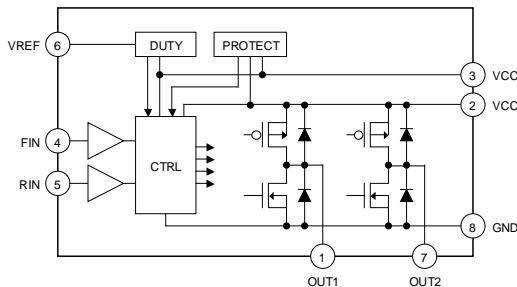 VREF 6 DUTY PROTECT
3 VCC
2 VCC
FIN 4
CTRL
RIN 5
8 GND
1 7
OUT1 OUT2